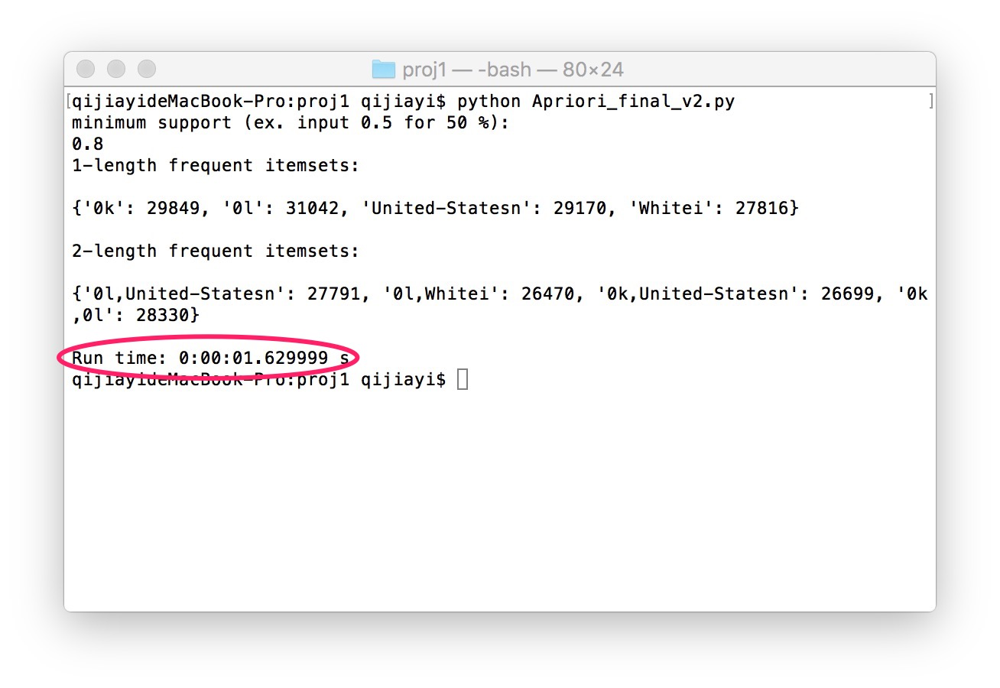 proj1 — -bash — 80×24
[qijiayideMacBook-Pro:proj1 qijiayi$ python Apriori_final_v2.py ]
minimum support (ex. input 0.5 for 50 %):
0.8
1-length frequent itemsets:
{'0k': 29849, '0l': 31042, 'United-Statesn': 29170, 'Whitei': 27816}
2-length frequent itemsets:
{'0l,United-Statesn': 27791, '0l,Whitei': 26470, '0k,United-Statesn': 26699, '0k
,0l': 28330}
Run time: 0:00:01.629999 s
qijiayideMacBook-Pro:proj1 qijiayi$